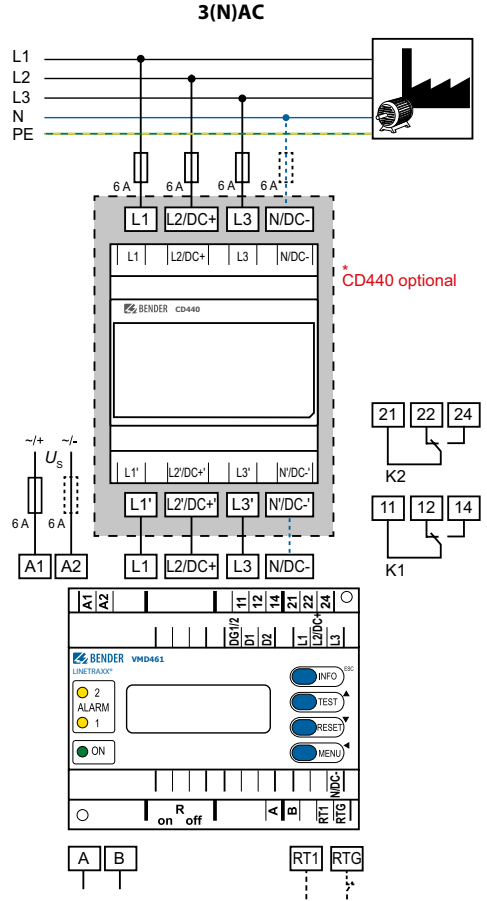 3(N)AC
L1
L2
L3
N
PE
6 A 6 A 6 A 6 A
L1 L2/DC+ L3 N/DC-
L1 L2/DC+ L3 N/DC-
*
CD440 optional
BENDER CD440
21 22 24
K2
~/+ ~/-
US
L1' L2'/DC+' L3' N'/DC-'
L1' L2'/DC+' L3' N'/DC-'
11 12 14
K1
6 A 6 A
A1 A2 L1 L2/DC+ L3 N/DC-
A1 A2 11 12 14 21 22 24
DG1/2 D1 D2 L1 L2/DC+ L3
BENDER VMD461
LINETRAXX®
INFO ESC
2
TEST
ALARM
1
RESET
ON
MENU
N/DC-
R
on off
A B RT1 RTG
A B RT1 RTG